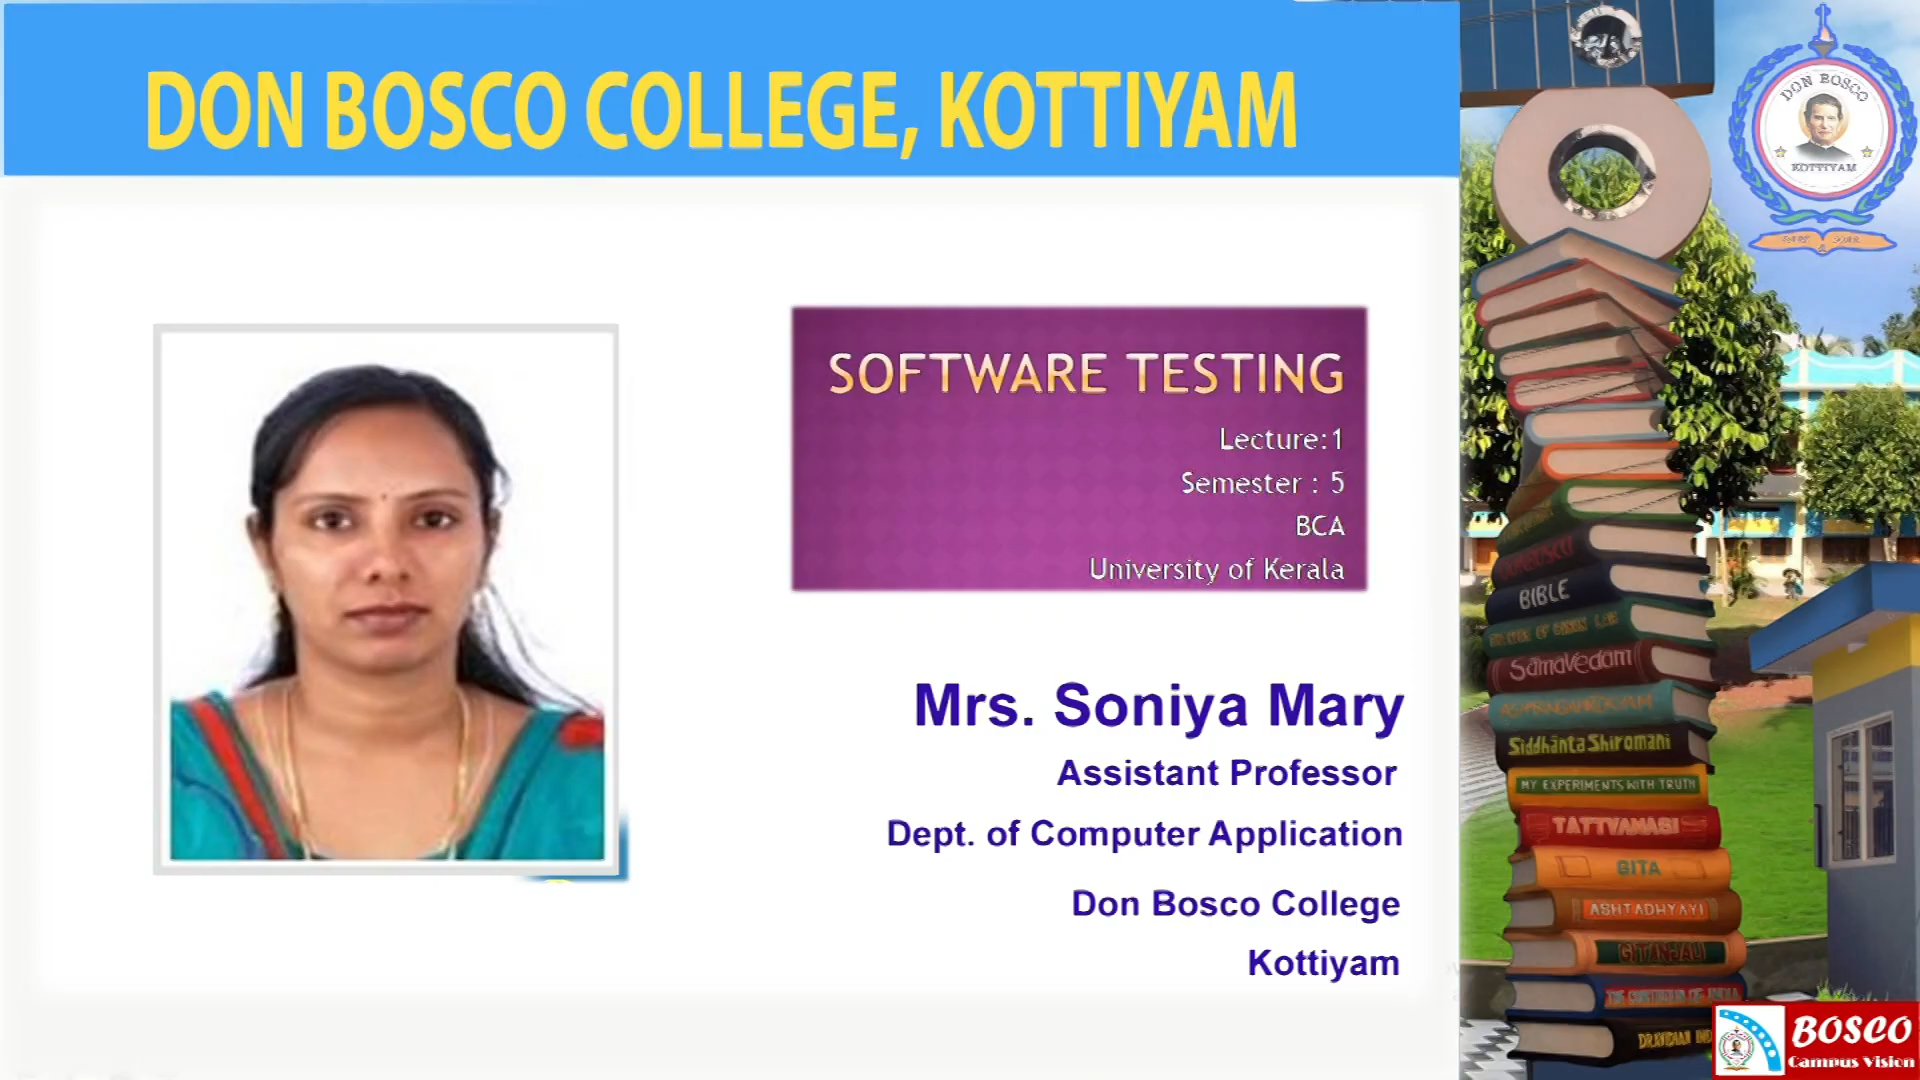 DON BOSCO COLLEGE, KOTTIYAM
SOFTWARE TESTING
Lecture:1
Semester : 5
BCA
University of Kerala
Mrs. Soniya Mary
Assistant Professor
Dept. of Computer Application
Don Bosco College
Kottiyam
DON BOSCO
KOTTIYAM
BIBLE
SamaVedam
Siddhānta Shiromani
MY EXPERIMENTS WITH TRUTH
TATTVAMASI
GITA
ASHTADHYAYI
GITANJALI
BOSCO
Campus Vision